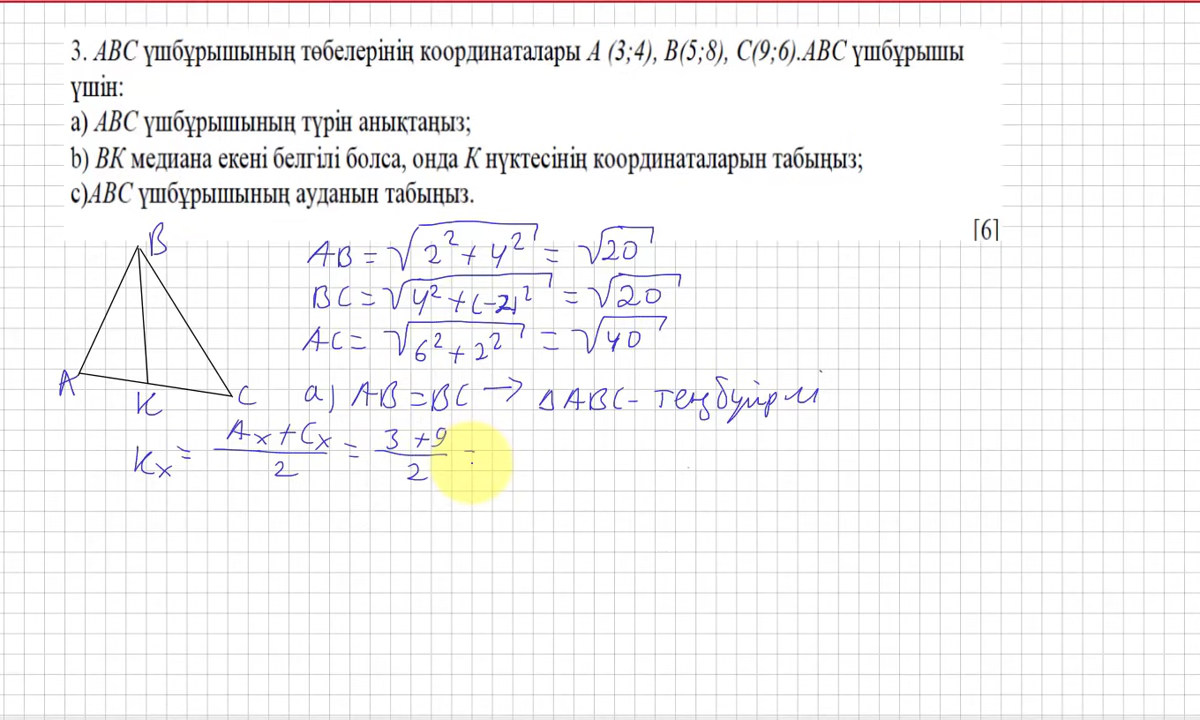 3. ABC үшбұрышының төбелерінің координаталары A (3;4), B(5;8), C(9;6).ABC үшбұрышы
үшін:
a) ABC үшбұрышының түрін анықтаңыз;
b) BK медиана екені белгілі болса, онда K нүктесінің координаталарын табыңыз;
c)ABC үшбұрышының ауданын табыңыз.
[6]
B
A
K
C
AB = √(2² + 4²) = √20
BC = √(4² + (-2)²) = √20
AC = √(6² + 2²) = √40
a) AB = BC → ΔABC - теңбүйірлі
Kx = (Ax + Cx)/2 = (3 + 9)/2 =